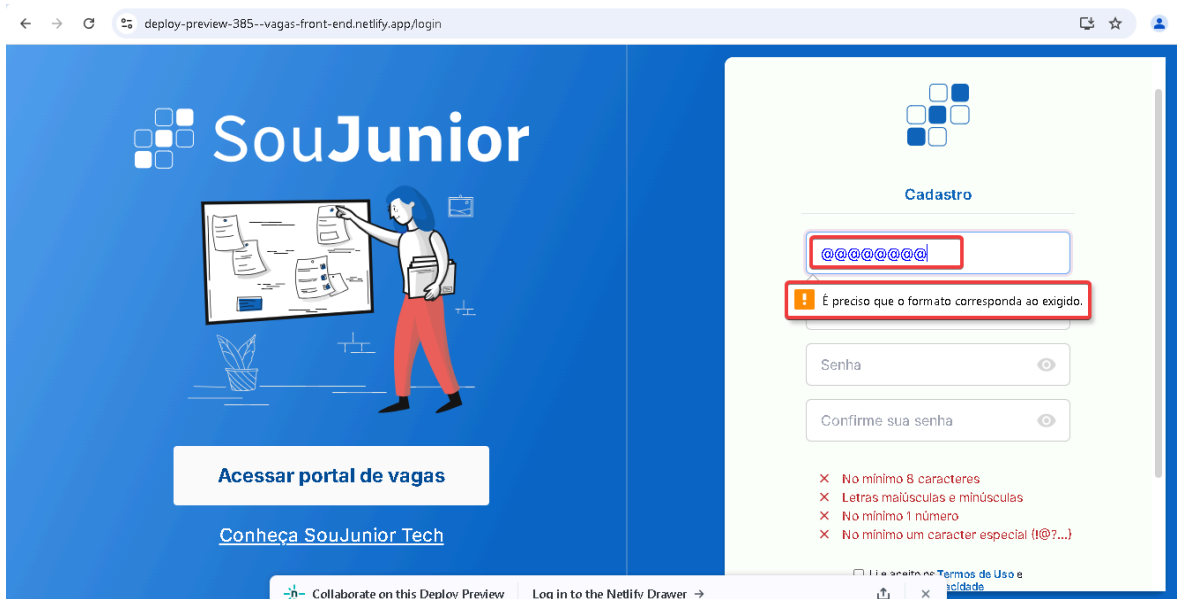 deploy-preview-385--vagas-front-end.netlify.app/login
SouJunior
Acessar portal de vagas
Conheça SouJunior Tech
Cadastro
@@@@@@@@
É preciso que o formato corresponda ao exigido.
Senha
Confirme sua senha
No mínimo 8 caracteres
Letras maiúsculas e minúsculas
No mínimo 1 número
No mínimo um caracter especial (!@?...)
Li e aceito os Termos de Uso e
Collaborate on this Deploy Preview
Log in to the Netlify Drawer →